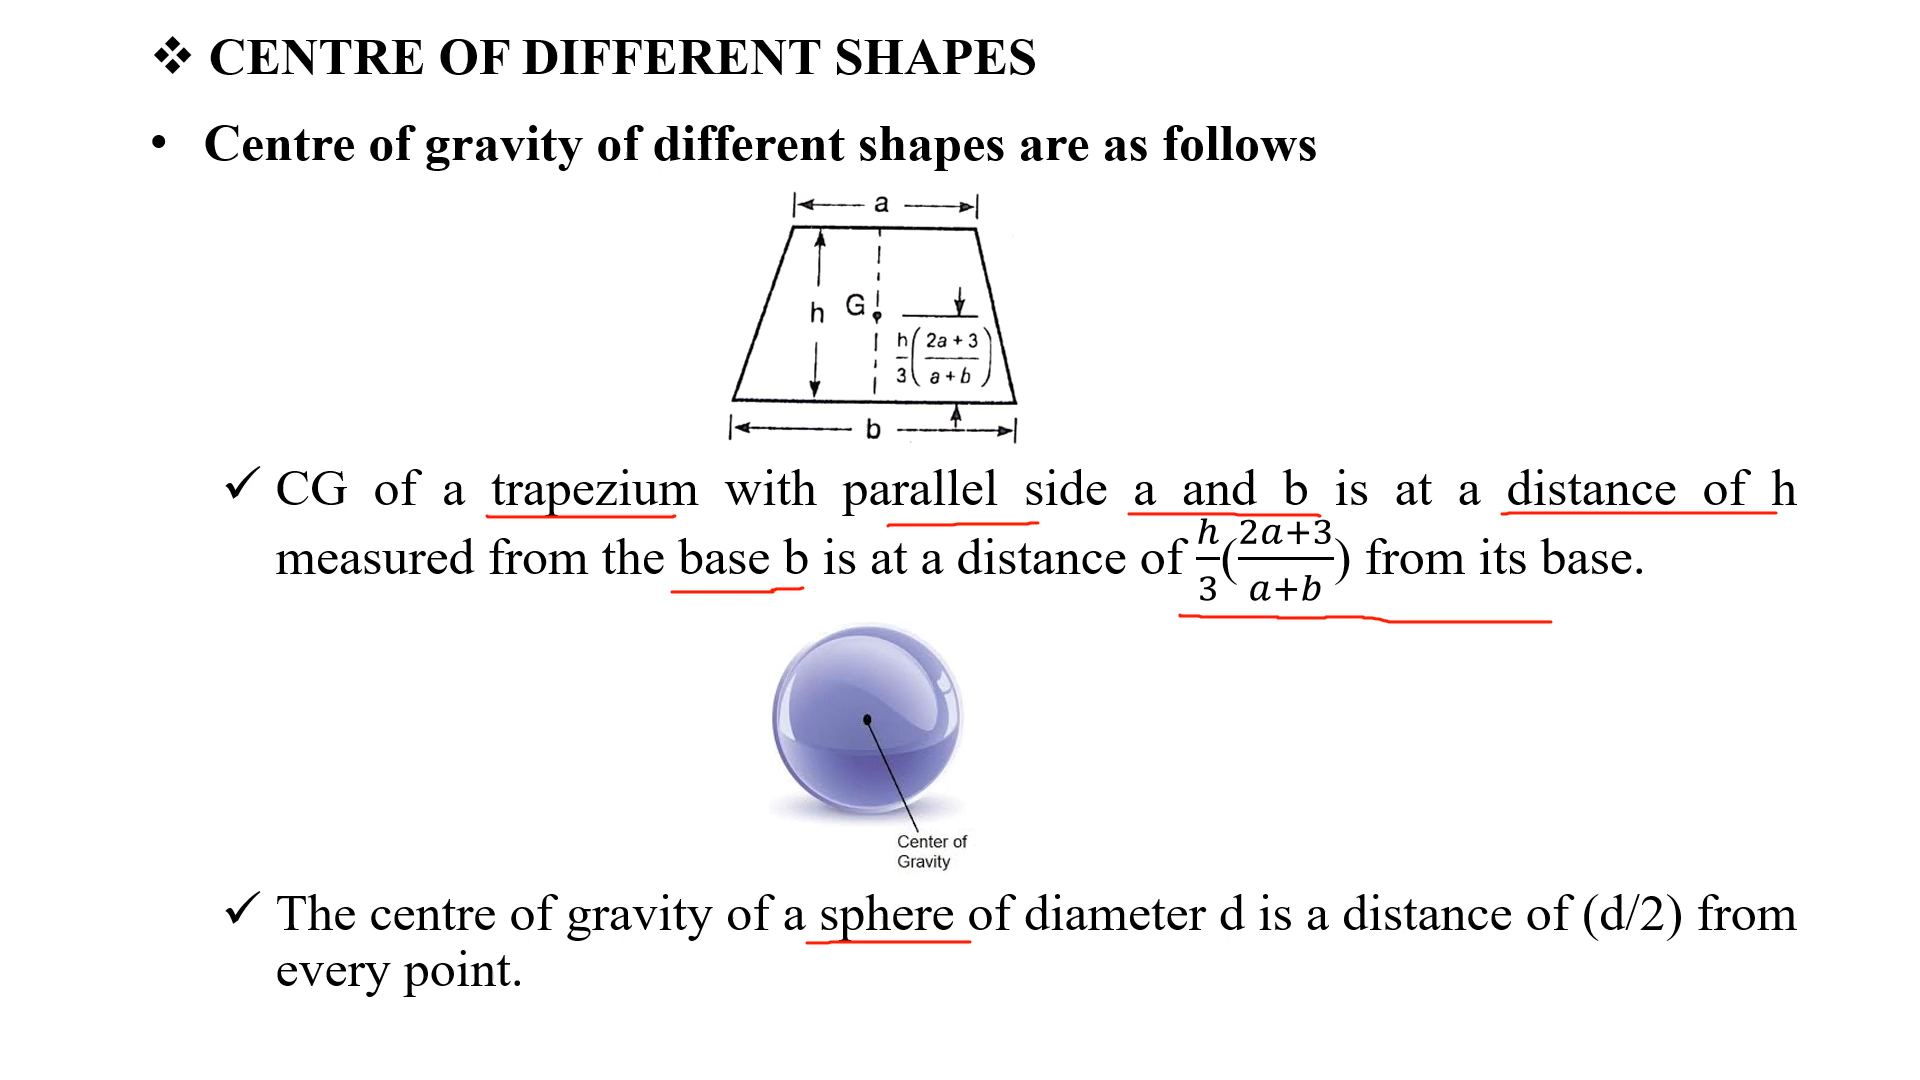 ❖ CENTRE OF DIFFERENT SHAPES
• Centre of gravity of different shapes are as follows
a
h
G
h/3(2a + 3/a + b)
b
✓ CG of a trapezium with parallel side a and b is at a distance of h
measured from the base b is at a distance of h/3(2a+3/a+b) from its base.
Center of
Gravity
✓ The centre of gravity of a sphere of diameter d is a distance of (d/2) from
every point.